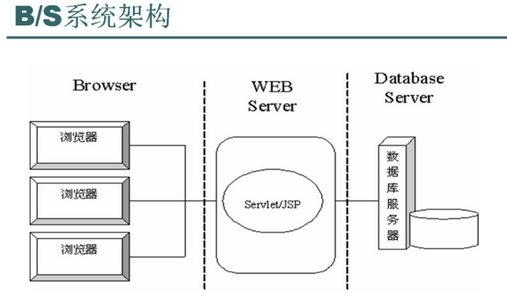 B/S系统架构
Browser
WEB
Server
Database
Server
浏览器
浏览器
浏览器
Servlet/JSP
数据库服务器